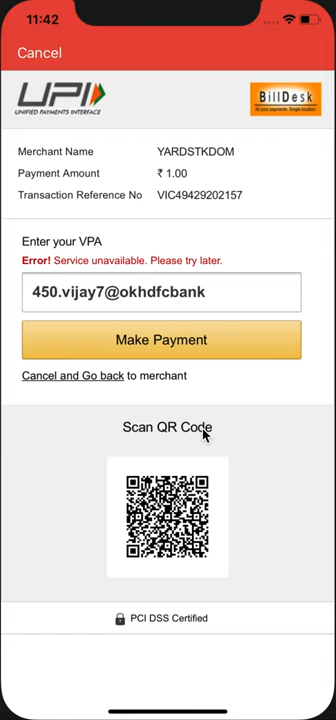 11:42
Cancel
UPI
UNIFIED PAYMENTS INTERFACE
BillDesk
All your payments. Single location.
Merchant Name YARDSTKDOM
Payment Amount ₹ 1.00
Transaction Reference No VIC49429202157
Enter your VPA
Error! Service unavailable. Please try later.
450.vijay7@okhdfcbank
Make Payment
Cancel and Go back to merchant
Scan QR Code
PCI DSS Certified